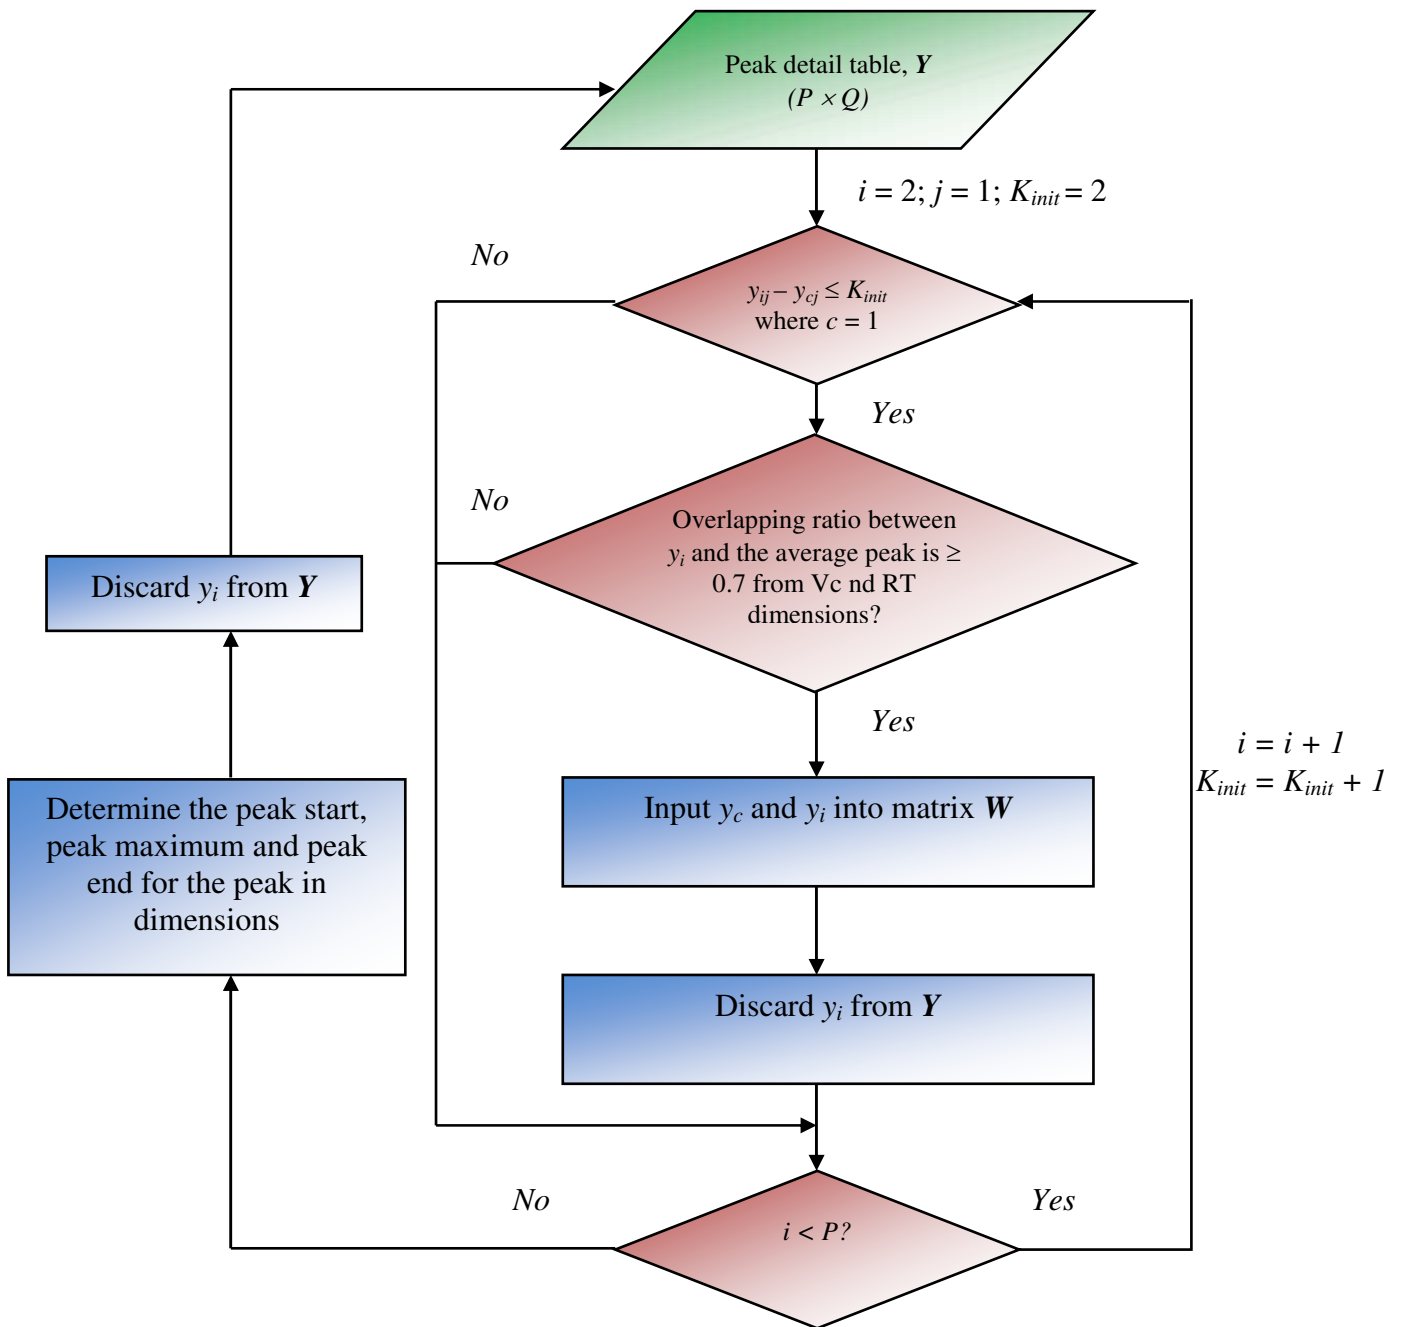 Peak detail table, Y
(P × Q)
i = 2; j = 1; Kinit = 2
No
yij – ycj ≤ Kinit
where c = 1
Yes
No
Overlapping ratio between
yi and the average peak is ≥
0.7 from Vc nd RT
dimensions?
Discard yi from Y
Yes
i = i + 1
Kinit = Kinit + 1
Input yc and yi into matrix W
Determine the peak start,
peak maximum and peak
end for the peak in
dimensions
Discard yi from Y
No
Yes
i < P?